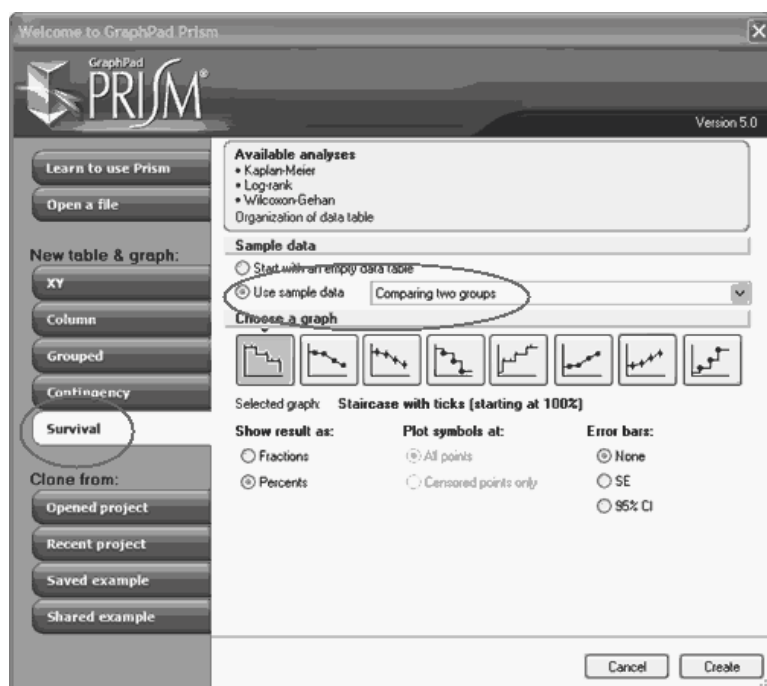 Welcome to GraphPad Prism
GraphPad
PRISM®
Version 5.0
Learn to use Prism
Open a file
New table & graph:
XY
Column
Grouped
Contingency
Survival
Clone from:
Opened project
Recent project
Saved example
Shared example
Available analyses
• Kaplan-Meier
• Log-rank
• Wilcoxon-Gehan
Organization of data table
Sample data
Start with an empty data table
Use sample data Comparing two groups
Choose a graph
Selected graph: Staircase with ticks (starting at 100%)
Show result as: Plot symbols at: Error bars:
Fractions All points None
Percents Censored points only SE
95% CI
Cancel Create